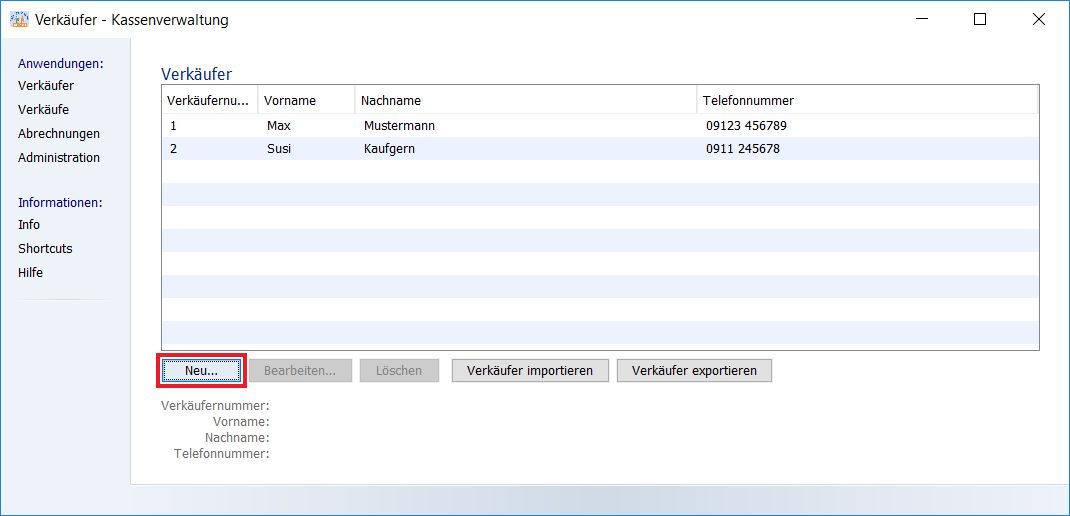 Verkäufer - Kassenverwaltung
Anwendungen:
Verkäufer
Verkäufe
Abrechnungen
Administration
Informationen:
Info
Shortcuts
Hilfe
Verkäufer
Verkäufernu... Vorname Nachname Telefonnummer
1 Max Mustermann 09123 456789
2 Susi Kaufgern 0911 245678
Neu... Bearbeiten... Löschen Verkäufer importieren Verkäufer exportieren
Verkäufernummer:
Vorname:
Nachname:
Telefonnummer: